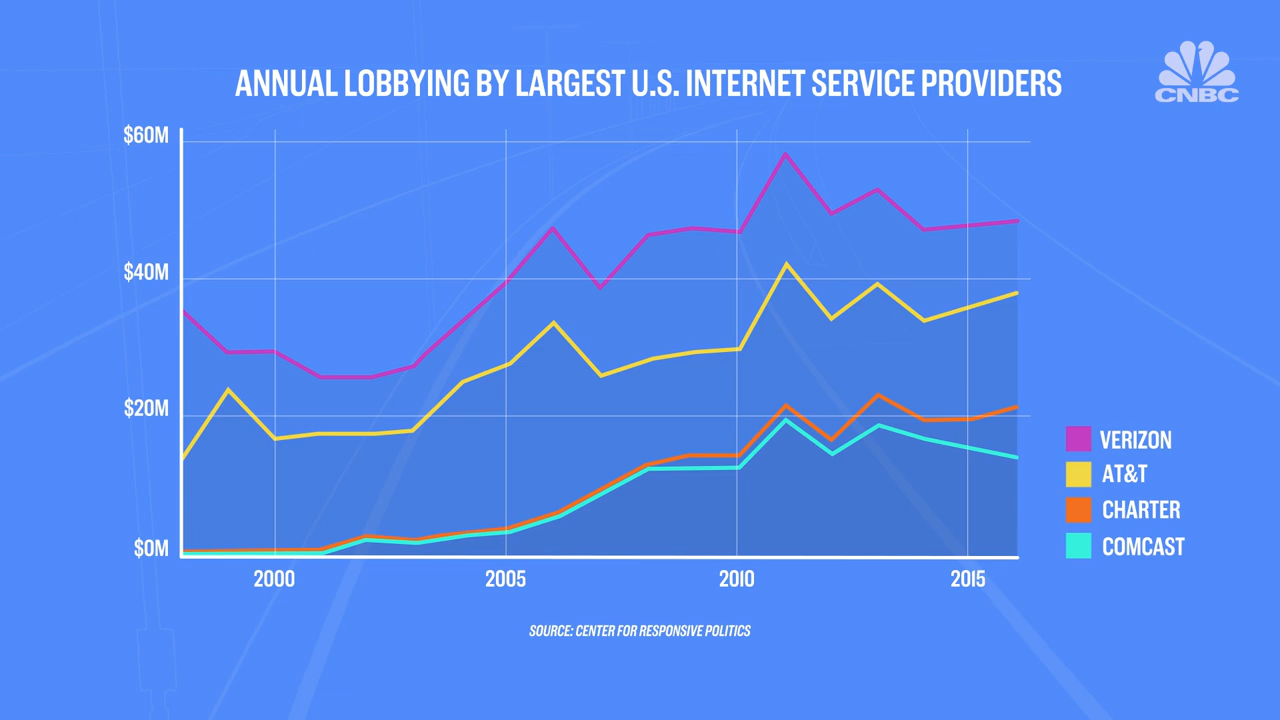 ANNUAL LOBBYING BY LARGEST U.S. INTERNET SERVICE PROVIDERS
CNBC
$60M
$40M
$20M
$0M
2000 2005 2010 2015
VERIZON
AT&T
CHARTER
COMCAST
SOURCE: CENTER FOR RESPONSIVE POLITICS